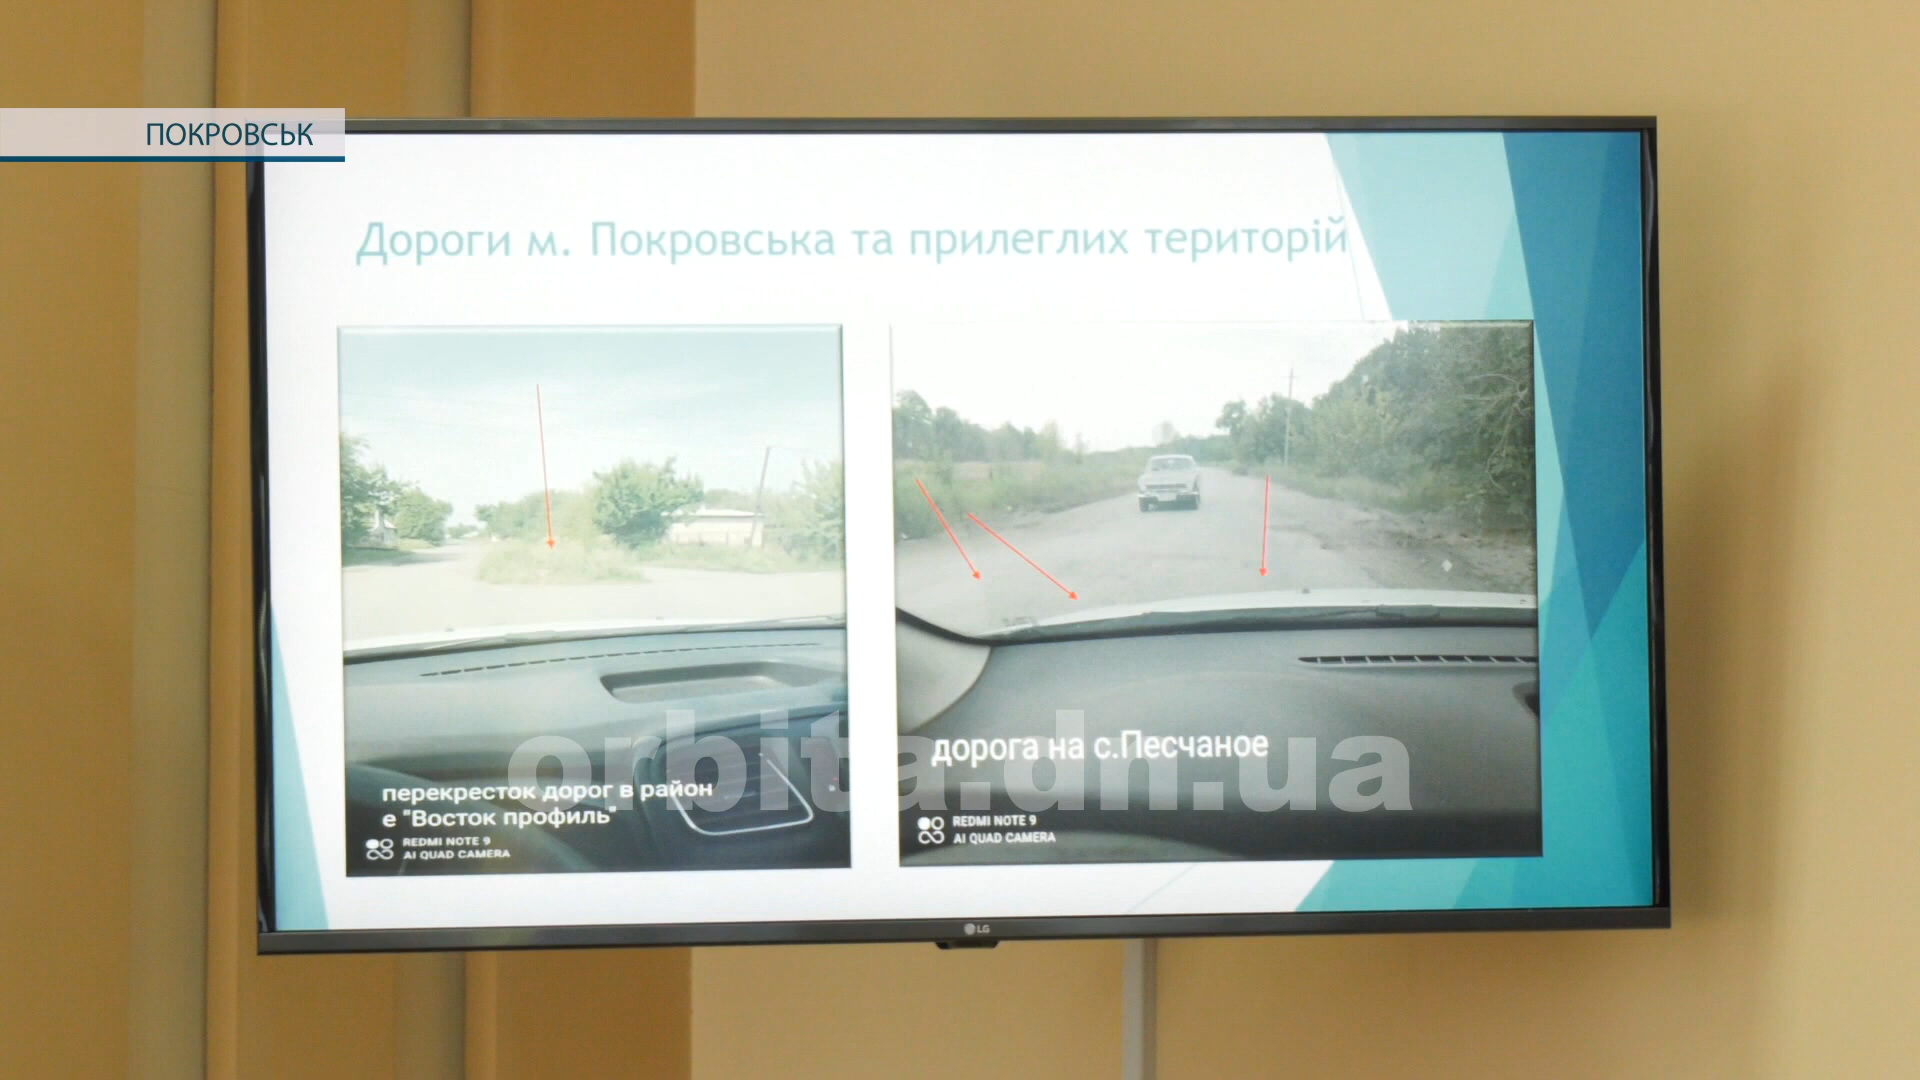 ПОКРОВСЬК
Дороги м. Покровська та прилеглих територій
перекресток дорог в район
е "Восток профиль"
REDMI NOTE 9
AI QUAD CAMERA
дорога на с.Песчаное
REDMI NOTE 9
AI QUAD CAMERA
orbita.dn.ua
LG